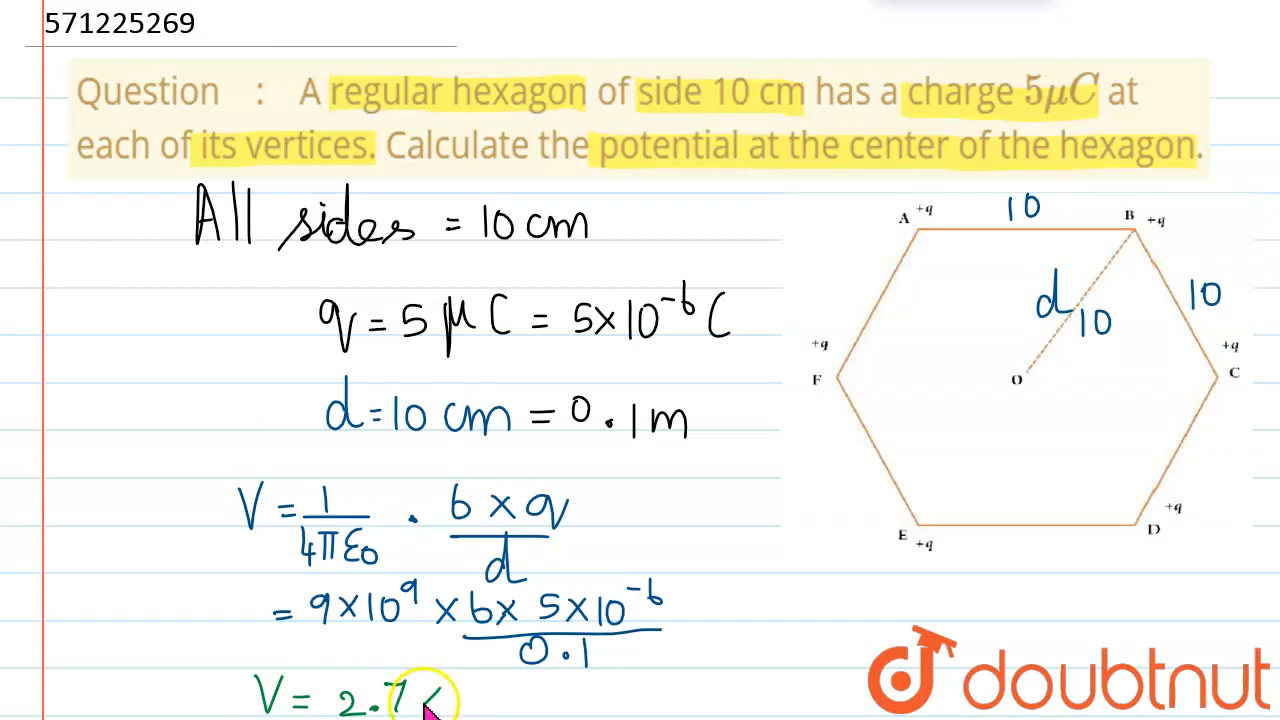 571225269
Question : A regular hexagon of side 10 cm has a charge 5μC at
each of its vertices. Calculate the potential at the center of the hexagon.
All sides = 10 cm
q = 5 μC = 5×10⁻⁶ C
d = 10 cm = 0.1 m
V = 1/4πε₀ · 6 × q/d
= 9×10⁹ × 6× 5×10⁻⁶/0.1
V = 2.7
A +q
10
B +q
d
10
10
+q
F
O
+q
C
+q
E +q
D
doubtnut